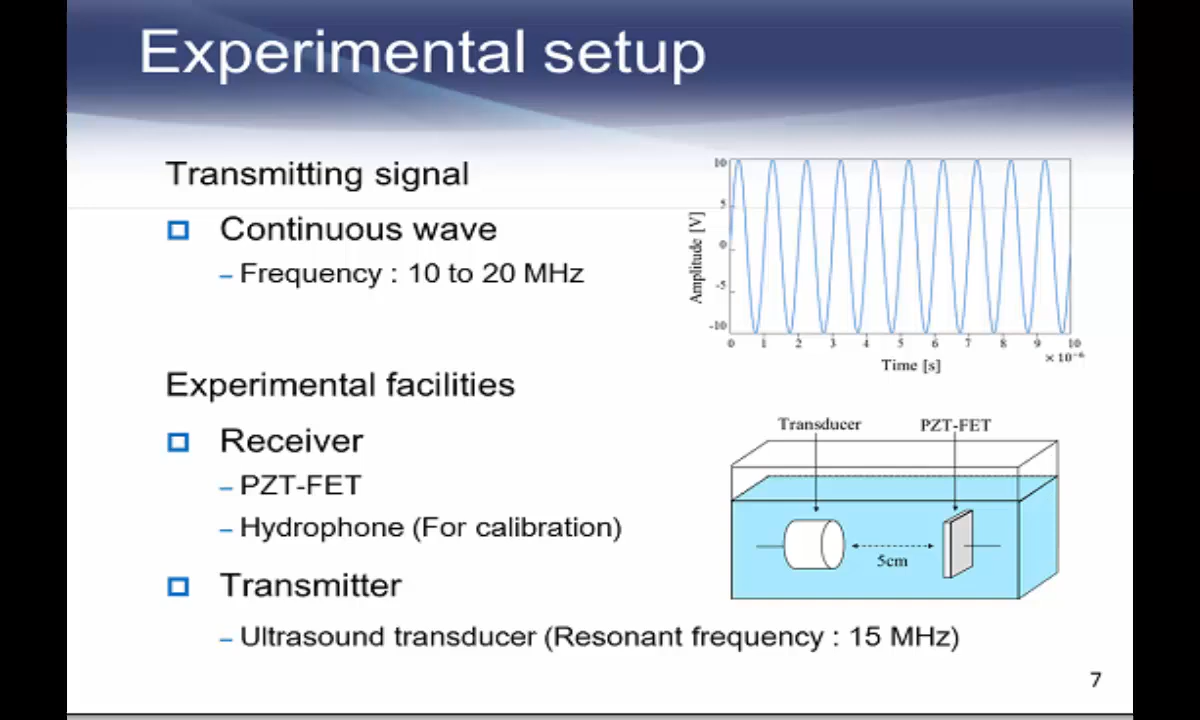 Experimental setup
Transmitting signal
Continuous wave
– Frequency : 10 to 20 MHz
10
5
0
-5
-10
Amplitude [V]
0 1 2 3 4 5 6 7 8 9 10
× 10⁻⁶
Time [s]
Experimental facilities
Receiver
– PZT-FET
– Hydrophone (For calibration)
Transmitter
– Ultrasound transducer (Resonant frequency : 15 MHz)
Transducer PZT-FET
5cm
7